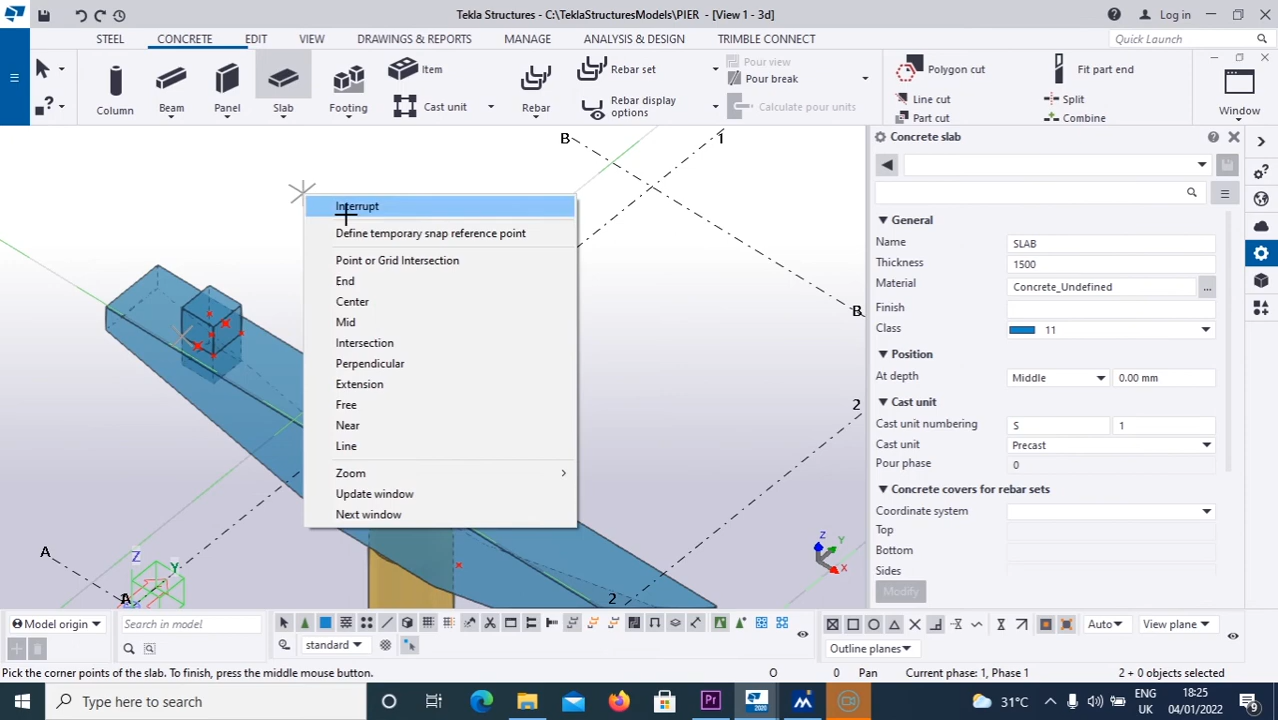 Tekla Structures - C:\TeklaStructuresModels\PIER - [View 1 - 3d]
Log in
STEEL CONCRETE EDIT VIEW DRAWINGS & REPORTS MANAGE ANALYSIS & DESIGN TRIMBLE CONNECT Quick Launch
Column Beam Panel Slab Footing
Item
Cast unit
Rebar
Rebar set
Rebar display options
Pour view
Pour break
Calculate pour units
Polygon cut
Line cut
Part cut
Fit part end
Split
Combine
Window
B 1
Interrupt
Define temporary snap reference point
Point or Grid Intersection
End
Center
Mid
Intersection
Perpendicular
Extension
Free
Near
Line
Zoom
Update window
Next window
B
2
A
Z
Y
1
2
Z
Y
X
Concrete slab
General
Name SLAB
Thickness 1500
Material Concrete_Undefined ...
Finish
Class 11
Position
At depth Middle 0.00 mm
Cast unit
Cast unit numbering S 1
Cast unit Precast
Pour phase 0
Concrete covers for rebar sets
Coordinate system
Top
Bottom
Sides
Modify
Model origin Search in model
standard
Auto View plane
Outline planes
Pick the corner points of the slab. To finish, press the middle mouse button. O 0 Pan Current phase: 1, Phase 1 2 + 0 objects selected
Type here to search
Pr
2020
31°C
ENG
UK
18:25
04/01/2022
9